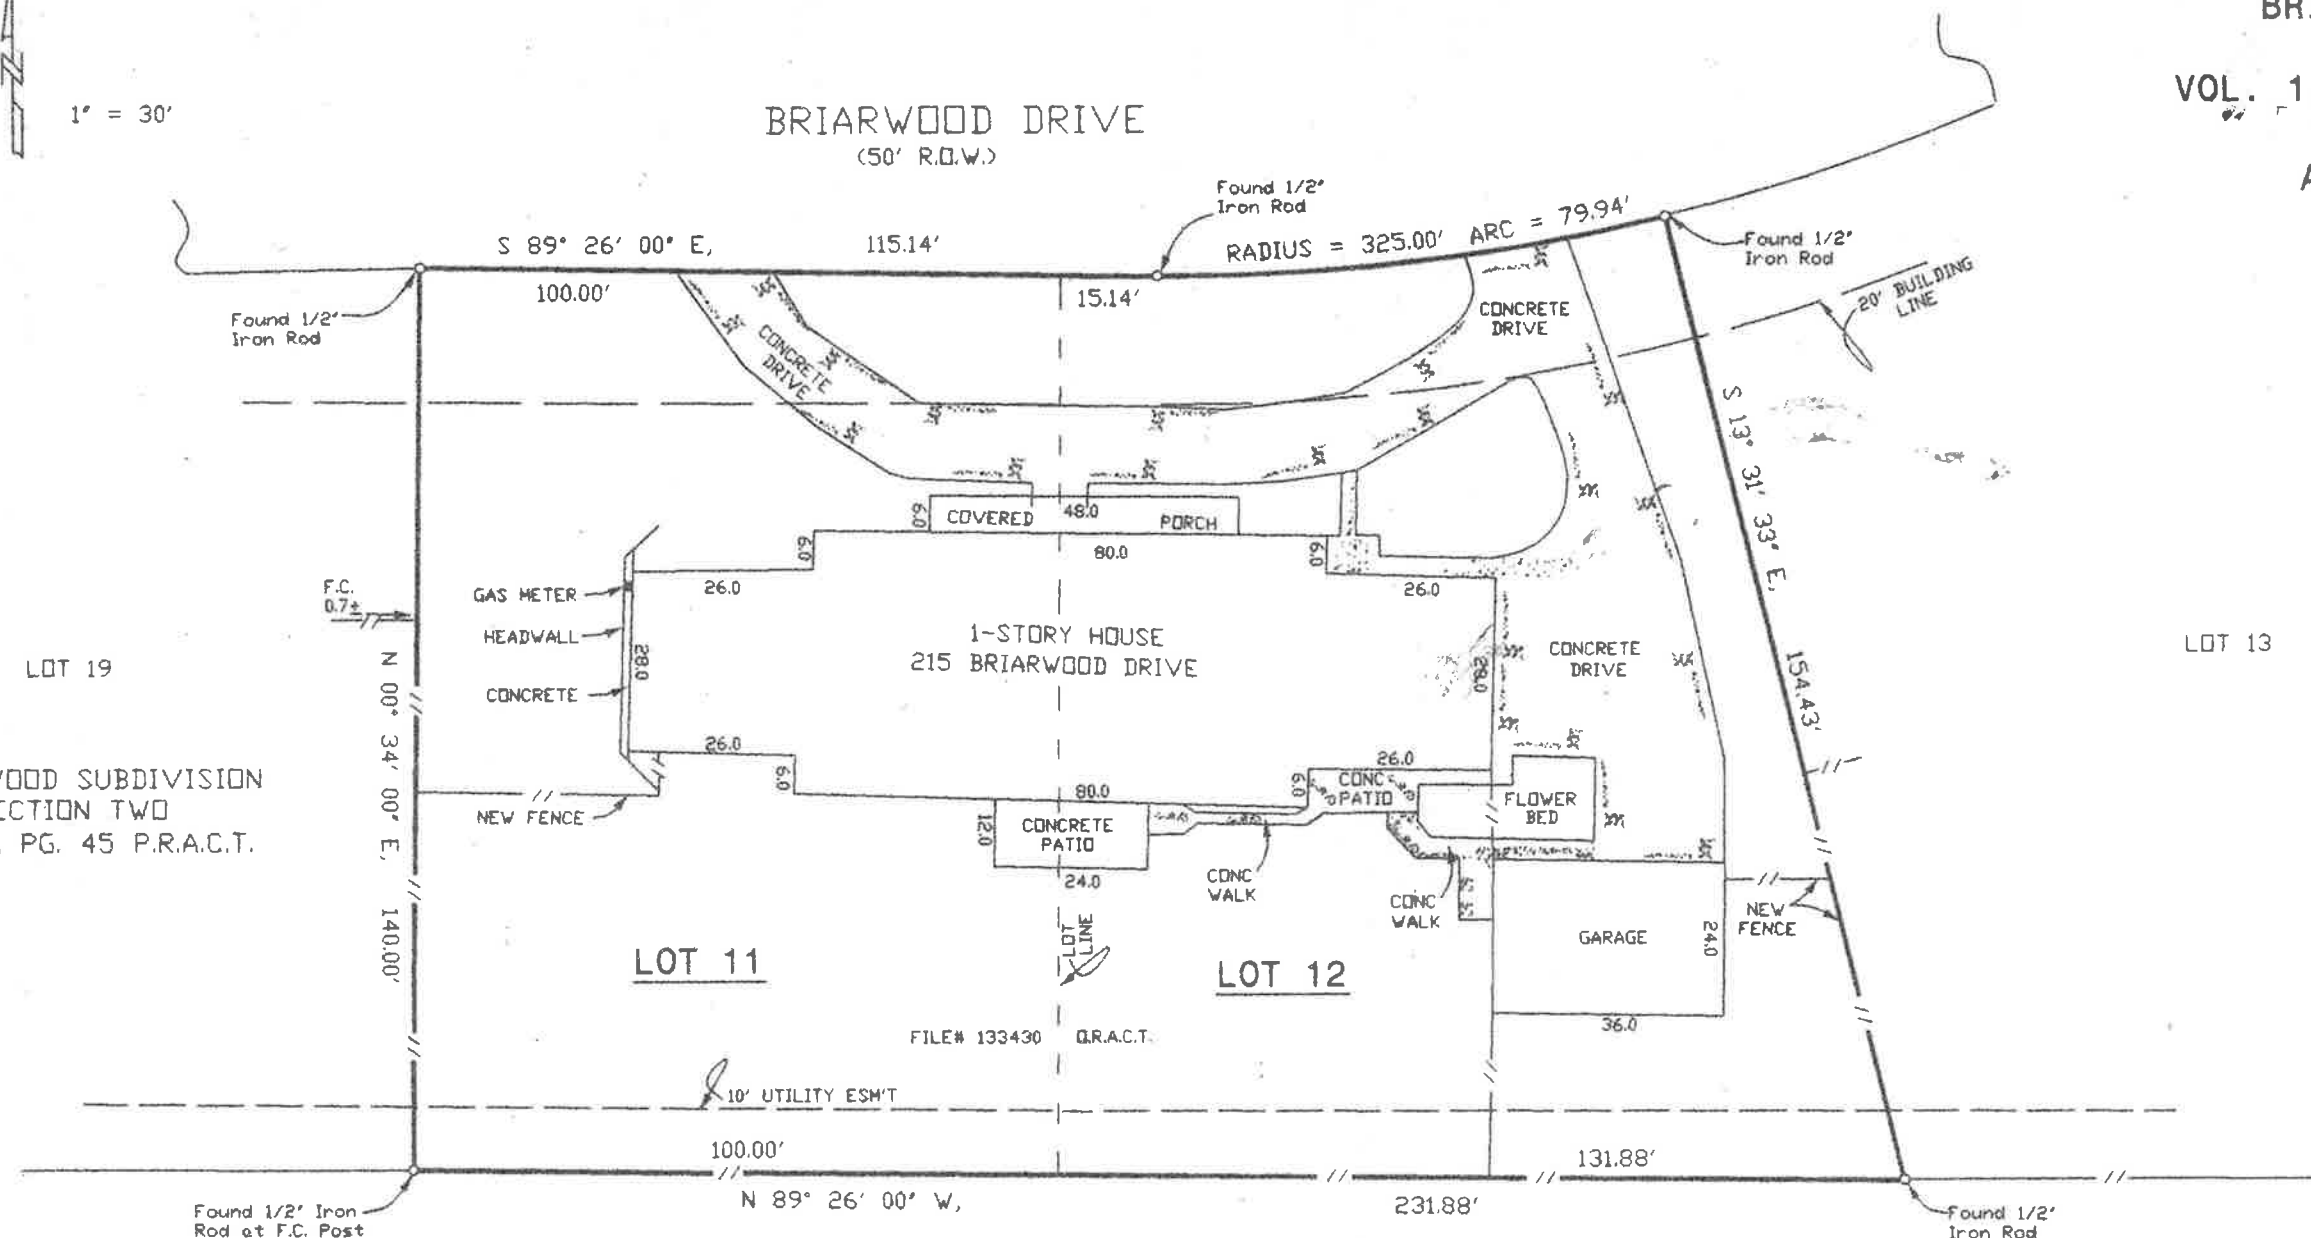 1" = 30'
BRIARWOOD DRIVE
(50' R.O.W.)
VOL. 1
Found 1/2"
Iron Rod
S 89° 26' 00" E,
115.14'
RADIUS = 325.00'
ARC = 79.94'
Found 1/2"
Iron Rod
100.00'
15.14'
Found 1/2"
Iron Rod
CONCRETE
DRIVE
CONCRETE
DRIVE
20' BUILDING
LINE
S 13° 31' 33" E,
154.43'
6.0
COVERED
48.0
PORCH
6.0
80.0
6.0
F.C.
0.7±
GAS METER
26.0
26.0
HEADWALL
1-STORY HOUSE
215 BRIARWOOD DRIVE
28.0
28.0
CONCRETE
DRIVE
LOT 19
LOT 13
CONCRETE
N 00° 34' 00" E,
140.00'
26.0
26.0
6.0
6.0
CONC
PATIO
WOOD SUBDIVISION
ECTION TWO
PG. 45 P.R.A.C.T.
NEW FENCE
80.0
FLOWER
BED
12.0
CONCRETE
PATIO
24.0
CONC
WALK
CONC
WALK
NEW
FENCE
LOT
LINE
GARAGE
24.0
LOT 11
LOT 12
36.0
FILE# 133430
O.R.A.C.T.
10' UTILITY ESM'T
100.00'
131.88'
N 89° 26' 00" W,
231.88'
Found 1/2" Iron
Rod at F.C. Post
Found 1/2"
Iron Rod